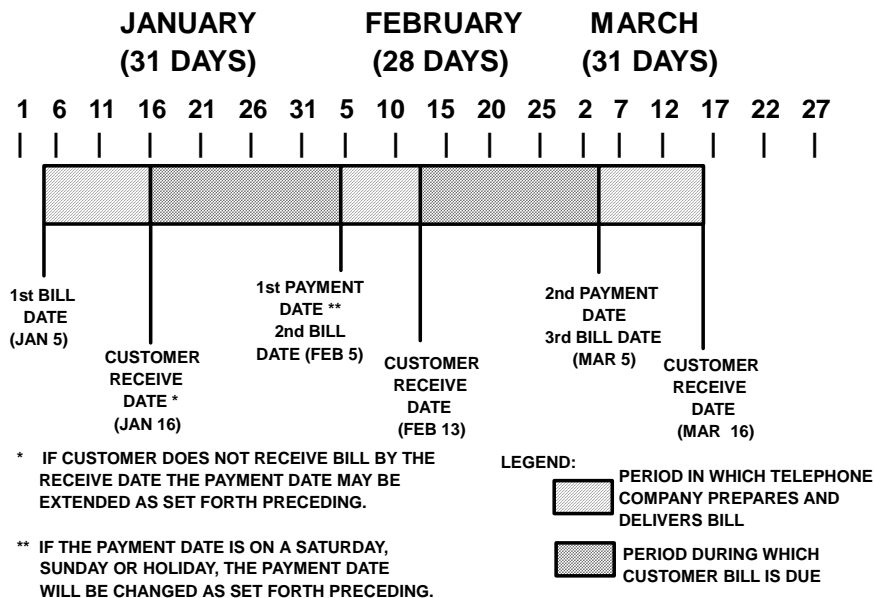 JANUARY FEBRUARY MARCH
(31 DAYS) (28 DAYS) (31 DAYS)
1 6 11 16 21 26 31 5 10 15 20 25 2 7 12 17 22 27
1st BILL
DATE
(JAN 5)
CUSTOMER
RECEIVE
DATE *
(JAN 16)
1st PAYMENT
DATE **
2nd BILL
DATE (FEB 5)
CUSTOMER
RECEIVE
DATE
(FEB 13)
2nd PAYMENT
DATE
3rd BILL DATE
(MAR 5)
CUSTOMER
RECEIVE
DATE
(MAR 16)
* IF CUSTOMER DOES NOT RECEIVE BILL BY THE
RECEIVE DATE THE PAYMENT DATE MAY BE
EXTENDED AS SET FORTH PRECEDING.
** IF THE PAYMENT DATE IS ON A SATURDAY,
SUNDAY OR HOLIDAY, THE PAYMENT DATE
WILL BE CHANGED AS SET FORTH PRECEDING.
LEGEND:
PERIOD IN WHICH TELEPHONE
COMPANY PREPARES AND
DELIVERS BILL
PERIOD DURING WHICH
CUSTOMER BILL IS DUE